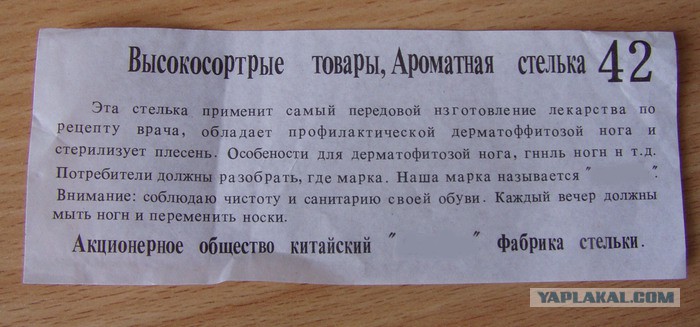 Высокосортрые товары, Ароматная стелька 42
Эта стелька применит самый передовой изготовление лекарства по
рецепту врача, обладает профилактической дерматоффитозой нога и
стерилизует плесень. Особености для дерматофитозой нога, гннль ногн н т.д.
Потребители должны разобрать, где марка. Наша марка называется " ".
Внимание: соблюдаю чистоту и санитарию своей обуви. Каждый вечер должны
мыть ногн и переменить носки.
Акционерное общество китайский " " Фабрика стельки.
YAPLAKAL.COM